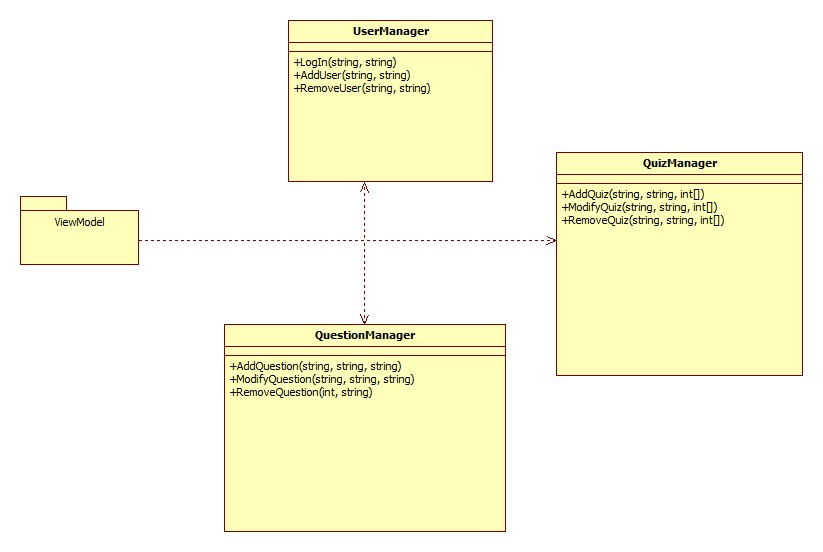 UserManager
+LogIn(string, string)
+AddUser(string, string)
+RemoveUser(string, string)
QuizManager
+AddQuiz(string, string, int[])
+ModifyQuiz(string, string, int[])
+RemoveQuiz(string, string, int[])
ViewModel
QuestionManager
+AddQuestion(string, string, string)
+ModifyQuestion(string, string, string)
+RemoveQuestion(int, string)